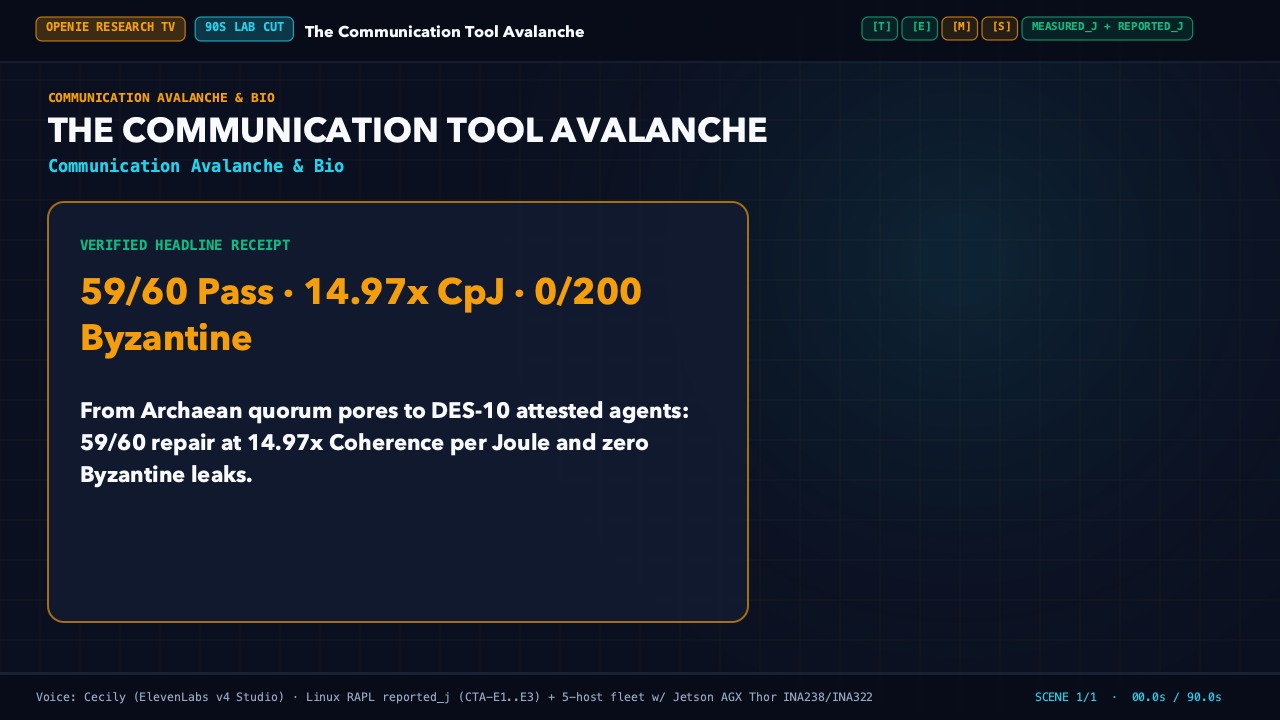 OPENIE RESEARCH TV
90S LAB CUT
The Communication Tool Avalanche
[T]
[E]
[M]
[S]
MEASURED_J + REPORTED_J
COMMUNICATION AVALANCHE & BIO
THE COMMUNICATION TOOL AVALANCHE
Communication Avalanche & Bio
VERIFIED HEADLINE RECEIPT
59/60 Pass · 14.97x CpJ · 0/200
Byzantine
From Archaean quorum pores to DES-10 attested agents:
59/60 repair at 14.97x Coherence per Joule and zero
Byzantine leaks.
Voice: Cecily (ElevenLabs v4 Studio) · Linux RAPL reported_j (CTA-E1..E3) + 5-host fleet w/ Jetson AGX Thor INA238/INA322
SCENE 1/1 · 00.0s / 90.0s